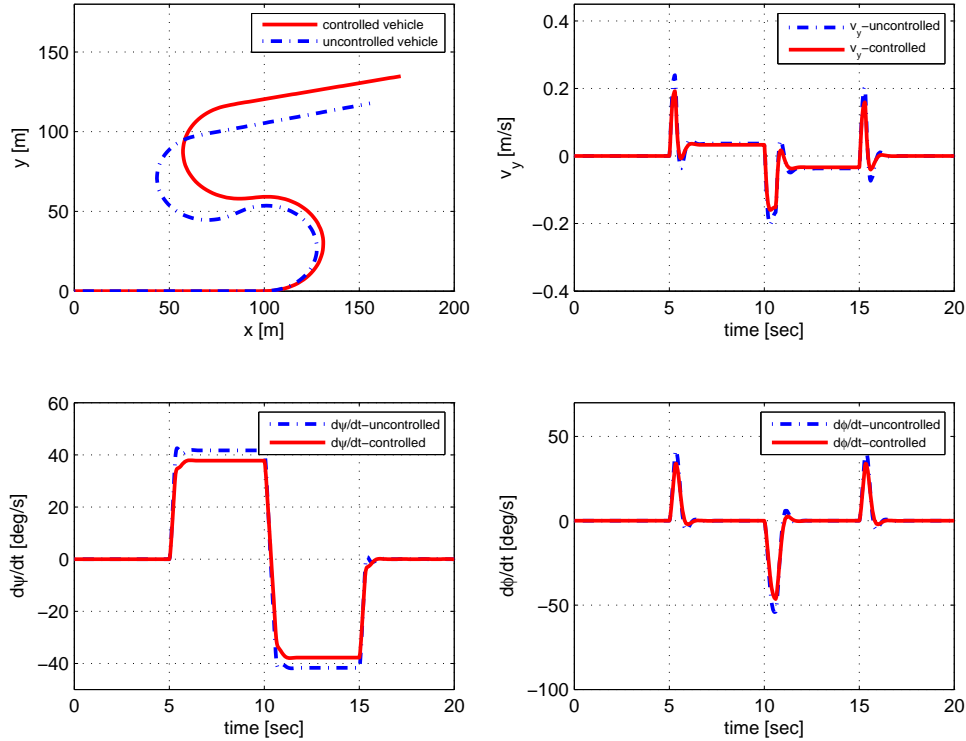 controlled vehicle
uncontrolled vehicle
150
100
50
0
y [m]
0
50
100
150
200
x [m]
v_y−uncontrolled
v_y−controlled
0.4
0.2
0
−0.2
−0.4
v_y [m/s]
0
5
10
15
20
time [sec]
dψ/dt−uncontrolled
dψ/dt−controlled
60
40
20
0
−20
−40
dψ/dt [deg/s]
0
5
10
15
20
time [sec]
dϕ/dt−uncontrolled
dϕ/dt−controlled
50
0
−50
−100
dϕ/dt [deg/s]
0
5
10
15
20
time [sec]